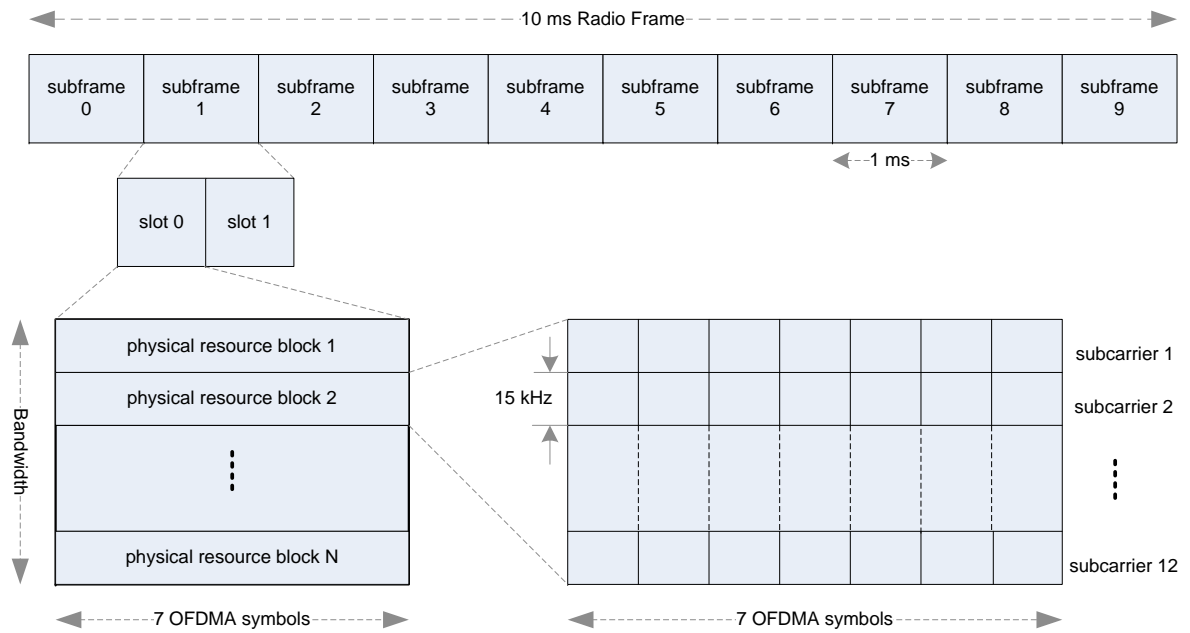 10 ms Radio Frame
subframe
0
subframe
1
subframe
2
subframe
3
subframe
4
subframe
5
subframe
6
subframe
7
subframe
8
subframe
9
1 ms
slot 0
slot 1
Bandwidth
physical resource block 1
physical resource block 2
physical resource block N
7 OFDMA symbols
15 kHz
subcarrier 1
subcarrier 2
subcarrier 12
7 OFDMA symbols